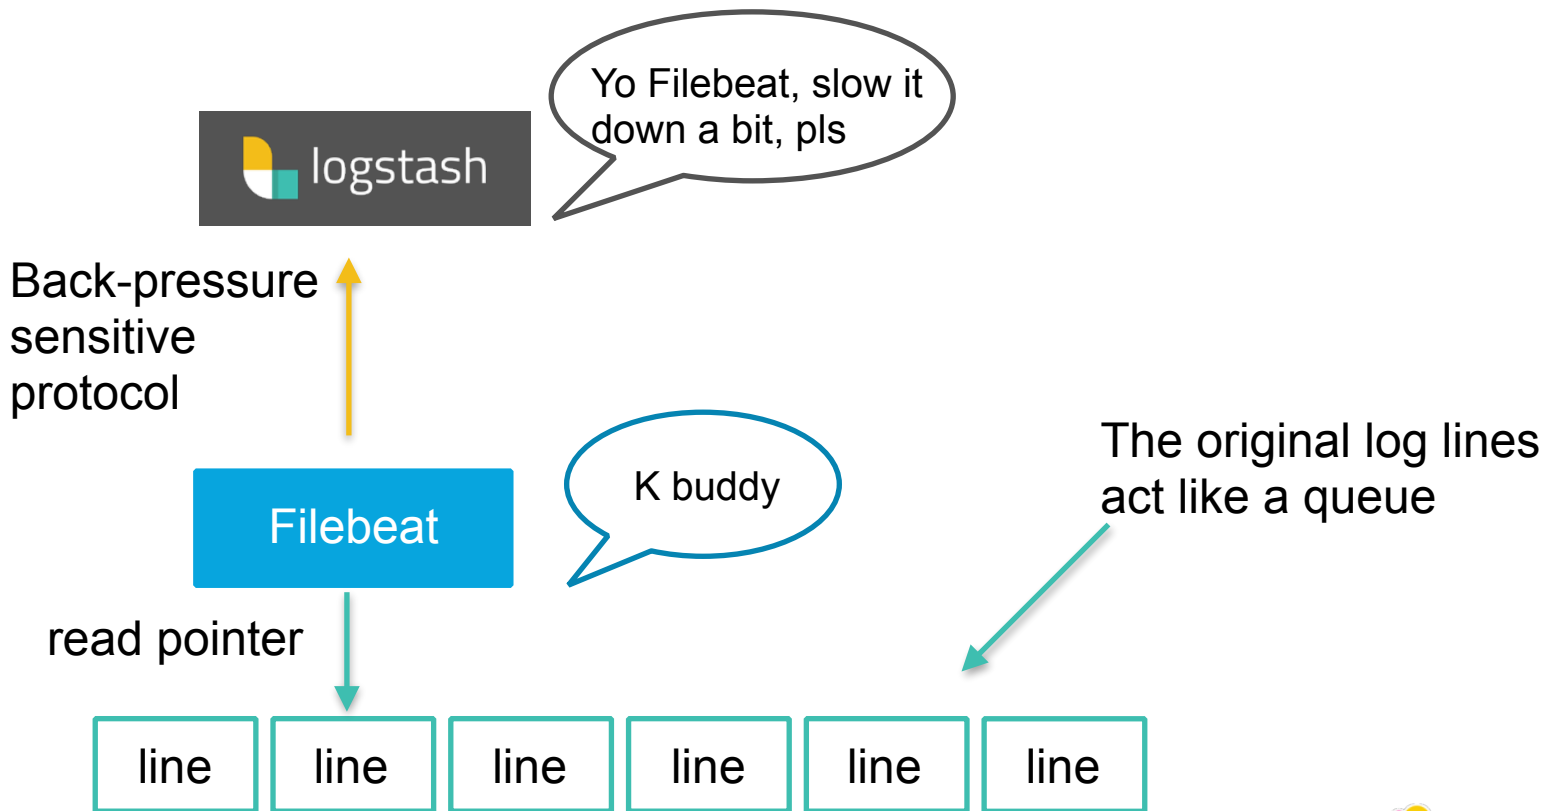 Yo Filebeat, slow it
down a bit, pls
logstash
Back-pressure
sensitive
protocol
K buddy
Filebeat
The original log lines
act like a queue
read pointer
line line line line line line